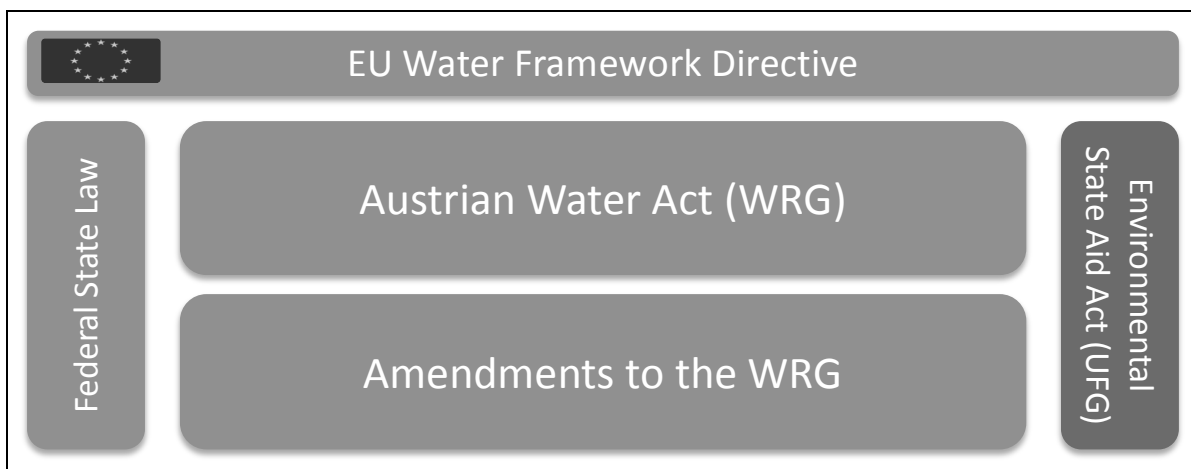 EU Water Framework Directive
Federal State Law
Austrian Water Act (WRG)
Amendments to the WRG
Environmental
State Aid Act (UFG)